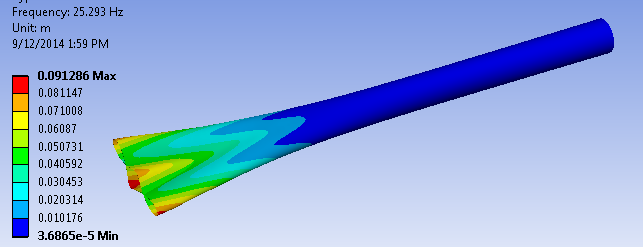 Frequency: 25.293 Hz
Unit: m
9/12/2014 1:59 PM
0.091286 Max
0.081147
0.071008
0.06087
0.050731
0.040592
0.030453
0.020314
0.010176
3.6865e-5 Min